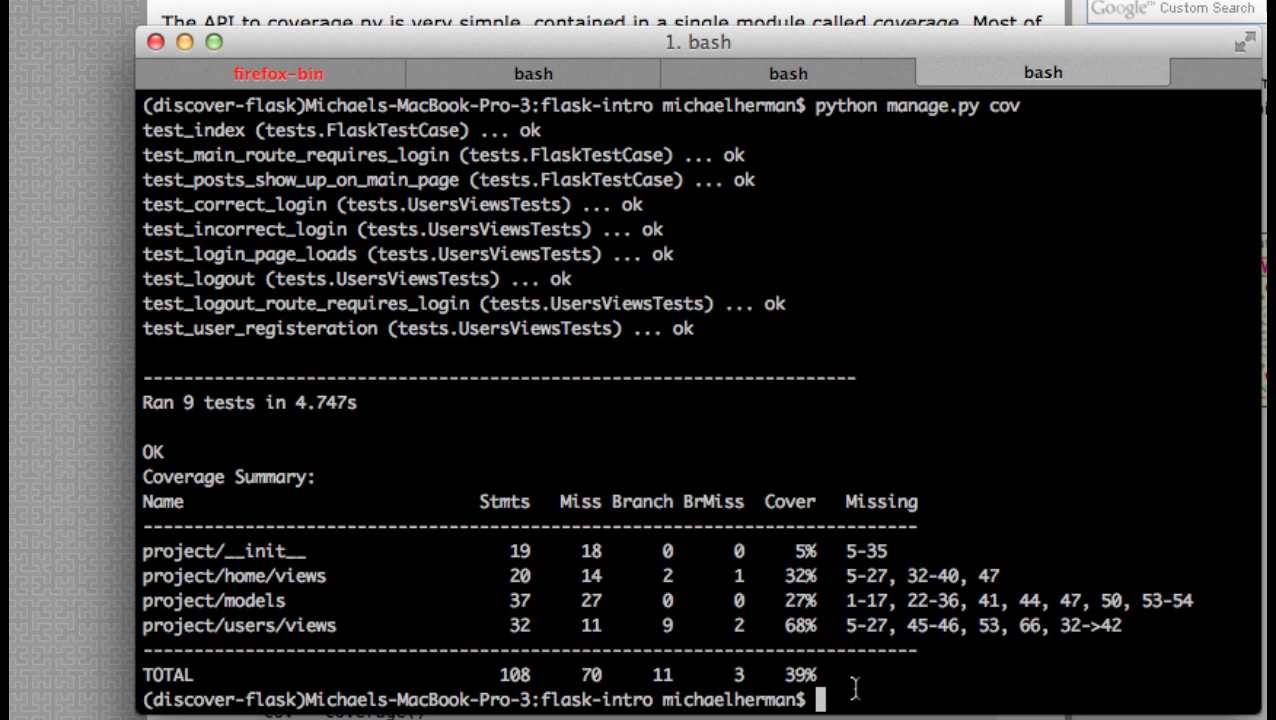 The API to coverage.py is very simple, contained in a single module called coverage. Most of
Google™ Custom Search
1. bash
firefox-bin bash bash bash
(discover-flask)Michaels-MacBook-Pro-3:flask-intro michaelherman$ python manage.py cov
test_index (tests.FlaskTestCase) ... ok
test_main_route_requires_login (tests.FlaskTestCase) ... ok
test_posts_show_up_on_main_page (tests.FlaskTestCase) ... ok
test_correct_login (tests.UsersViewsTests) ... ok
test_incorrect_login (tests.UsersViewsTests) ... ok
test_login_page_loads (tests.UsersViewsTests) ... ok
test_logout (tests.UsersViewsTests) ... ok
test_logout_route_requires_login (tests.UsersViewsTests) ... ok
test_user_registeration (tests.UsersViewsTests) ... ok
----------------------------------------------------------------------
Ran 9 tests in 4.747s
OK
Coverage Summary:
Name Stmts Miss Branch BrMiss Cover Missing
----------------------------------------------------------------------------
project/__init__ 19 18 0 0 5% 5-35
project/home/views 20 14 2 1 32% 5-27, 32-40, 47
project/models 37 27 0 0 27% 1-17, 22-36, 41, 44, 47, 50, 53-54
project/users/views 32 11 9 2 68% 5-27, 45-46, 53, 66, 32->42
----------------------------------------------------------------------------
TOTAL 108 70 11 3 39%
(discover-flask)Michaels-MacBook-Pro-3:flask-intro michaelherman$